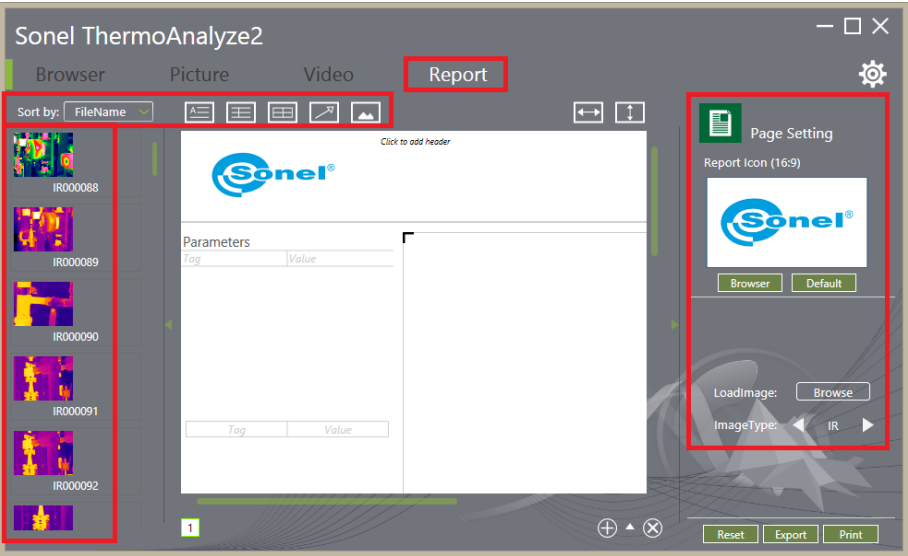 Sonel ThermoAnalyze2
Browser Picture Video Report
Sort by: FileName
A
IR000088
IR000089
IR000090
IR000091
IR000092
Click to add header
Sonel®
Parameters
Tag Value
Tag Value
1
Page Setting
Report Icon (16:9)
Sonel®
Browser Default
LoadImage: Browse
ImageType: IR
Reset Export Print